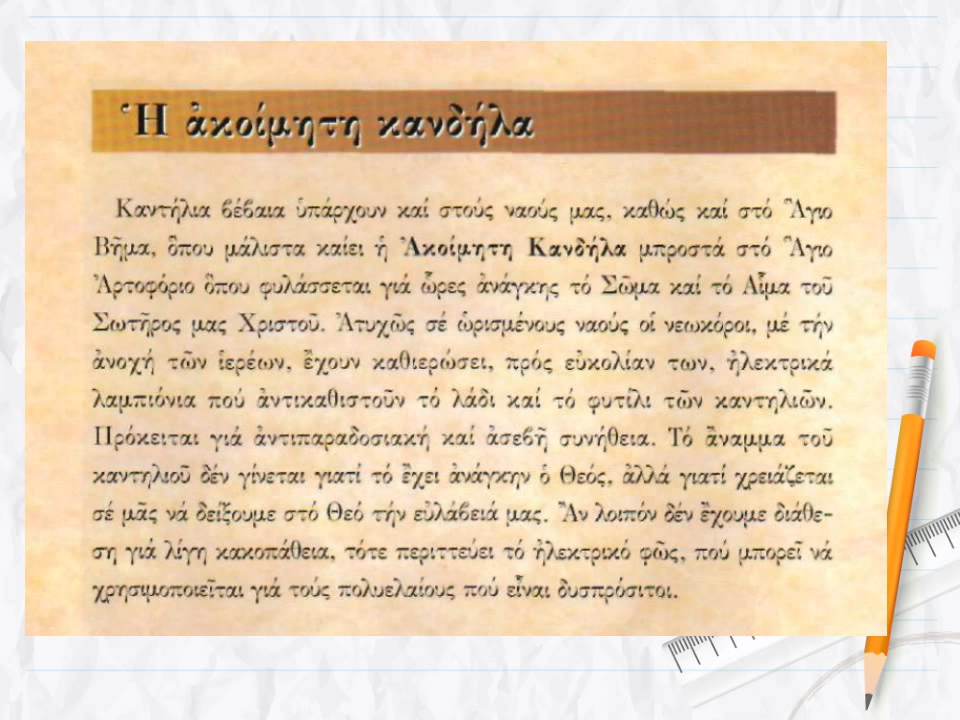 Ἡ ἀκοίμητη κανδήλα
Καντήλια βέβαια ὑπάρχουν καί στούς ναούς μας, καθώς καί στό Ἅγιο
Βῆμα, ὅπου μάλιστα καίει ἡ Ἀκοίμητη Κανδήλα μπροστά στό Ἅγιο
Ἀρτοφόριο ὅπου φυλάσσεται γιά ὧρες ἀνάγκης τό Σῶμα καί τό Αἷμα τοῦ
Σωτῆρος μας Χριστοῦ. Ἀτυχῶς σέ ὡρισμένους ναούς οἱ νεωκόροι, μέ τήν
ἀνοχή τῶν ἱερέων, ἔχουν καθιερώσει, πρός εὐκολίαν των, ἠλεκτρικά
λαμπιόνια πού ἀντικαθιστοῦν τό λάδι καί τό φυτίλι τῶν καντηλιῶν.
Πρόκειται γιά ἀντιπαραδοσιακή καί ἀσεβῆ συνήθεια. Τό ἄναμμα τοῦ
καντηλιοῦ δέν γίνεται γιατί τό ἔχει ἀνάγκην ὁ Θεός, ἀλλά γιατί χρειάζεται
σέ μᾶς νά δείξουμε στό Θεό τήν εὐλάβειά μας. Ἄν λοιπόν δέν ἔχουμε διάθε-
ση γιά λίγη κακοπάθεια, τότε περιττεύει τό ἠλεκτρικό φῶς, πού μπορεῖ νά
χρησιμοποιεῖται γιά τούς πολυελαίους πού εἶναι δυσπρόσιτοι.